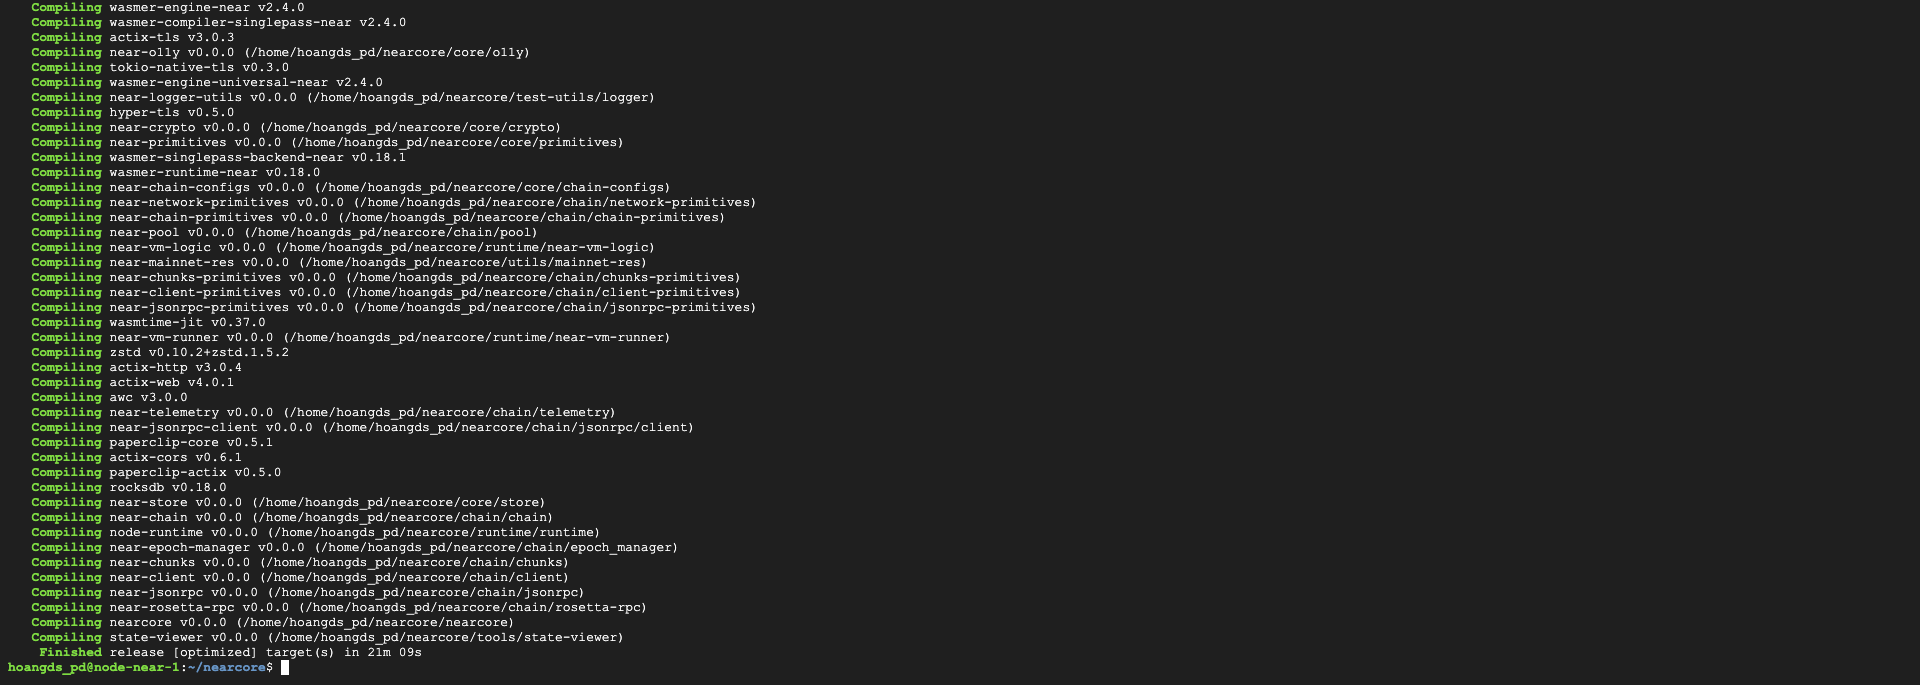 Compiling wasmer-engine-near v2.4.0
Compiling wasmer-compiler-singlepass-near v2.4.0
Compiling actix-tls v3.0.3
Compiling near-o11y v0.0.0 (/home/hoangds_pd/nearcore/core/o11y)
Compiling tokio-native-tls v0.3.0
Compiling wasmer-engine-universal-near v2.4.0
Compiling near-logger-utils v0.0.0 (/home/hoangds_pd/nearcore/test-utils/logger)
Compiling hyper-tls v0.5.0
Compiling near-crypto v0.0.0 (/home/hoangds_pd/nearcore/core/crypto)
Compiling near-primitives v0.0.0 (/home/hoangds_pd/nearcore/core/primitives)
Compiling wasmer-singlepass-backend-near v0.18.1
Compiling wasmer-runtime-near v0.18.0
Compiling near-chain-configs v0.0.0 (/home/hoangds_pd/nearcore/core/chain-configs)
Compiling near-network-primitives v0.0.0 (/home/hoangds_pd/nearcore/chain/network-primitives)
Compiling near-chain-primitives v0.0.0 (/home/hoangds_pd/nearcore/chain/chain-primitives)
Compiling near-pool v0.0.0 (/home/hoangds_pd/nearcore/chain/pool)
Compiling near-vm-logic v0.0.0 (/home/hoangds_pd/nearcore/runtime/near-vm-logic)
Compiling near-mainnet-res v0.0.0 (/home/hoangds_pd/nearcore/utils/mainnet-res)
Compiling near-chunks-primitives v0.0.0 (/home/hoangds_pd/nearcore/chain/chunks-primitives)
Compiling near-client-primitives v0.0.0 (/home/hoangds_pd/nearcore/chain/client-primitives)
Compiling near-jsonrpc-primitives v0.0.0 (/home/hoangds_pd/nearcore/chain/jsonrpc-primitives)
Compiling wasmtime-jit v0.37.0
Compiling near-vm-runner v0.0.0 (/home/hoangds_pd/nearcore/runtime/near-vm-runner)
Compiling zstd v0.10.2+zstd.1.5.2
Compiling actix-http v3.0.4
Compiling actix-web v4.0.1
Compiling awc v3.0.0
Compiling near-telemetry v0.0.0 (/home/hoangds_pd/nearcore/chain/telemetry)
Compiling near-jsonrpc-client v0.0.0 (/home/hoangds_pd/nearcore/chain/jsonrpc/client)
Compiling paperclip-core v0.5.1
Compiling actix-cors v0.6.1
Compiling paperclip-actix v0.5.0
Compiling rocksdb v0.18.0
Compiling near-store v0.0.0 (/home/hoangds_pd/nearcore/core/store)
Compiling near-chain v0.0.0 (/home/hoangds_pd/nearcore/chain/chain)
Compiling node-runtime v0.0.0 (/home/hoangds_pd/nearcore/runtime/runtime)
Compiling near-epoch-manager v0.0.0 (/home/hoangds_pd/nearcore/chain/epoch_manager)
Compiling near-chunks v0.0.0 (/home/hoangds_pd/nearcore/chain/chunks)
Compiling near-client v0.0.0 (/home/hoangds_pd/nearcore/chain/client)
Compiling near-jsonrpc v0.0.0 (/home/hoangds_pd/nearcore/chain/jsonrpc)
Compiling near-rosetta-rpc v0.0.0 (/home/hoangds_pd/nearcore/chain/rosetta-rpc)
Compiling nearcore v0.0.0 (/home/hoangds_pd/nearcore/nearcore)
Compiling state-viewer v0.0.0 (/home/hoangds_pd/nearcore/tools/state-viewer)
Finished release [optimized] target(s) in 21m 09s
hoangds_pd@node-near-1:~/nearcore$